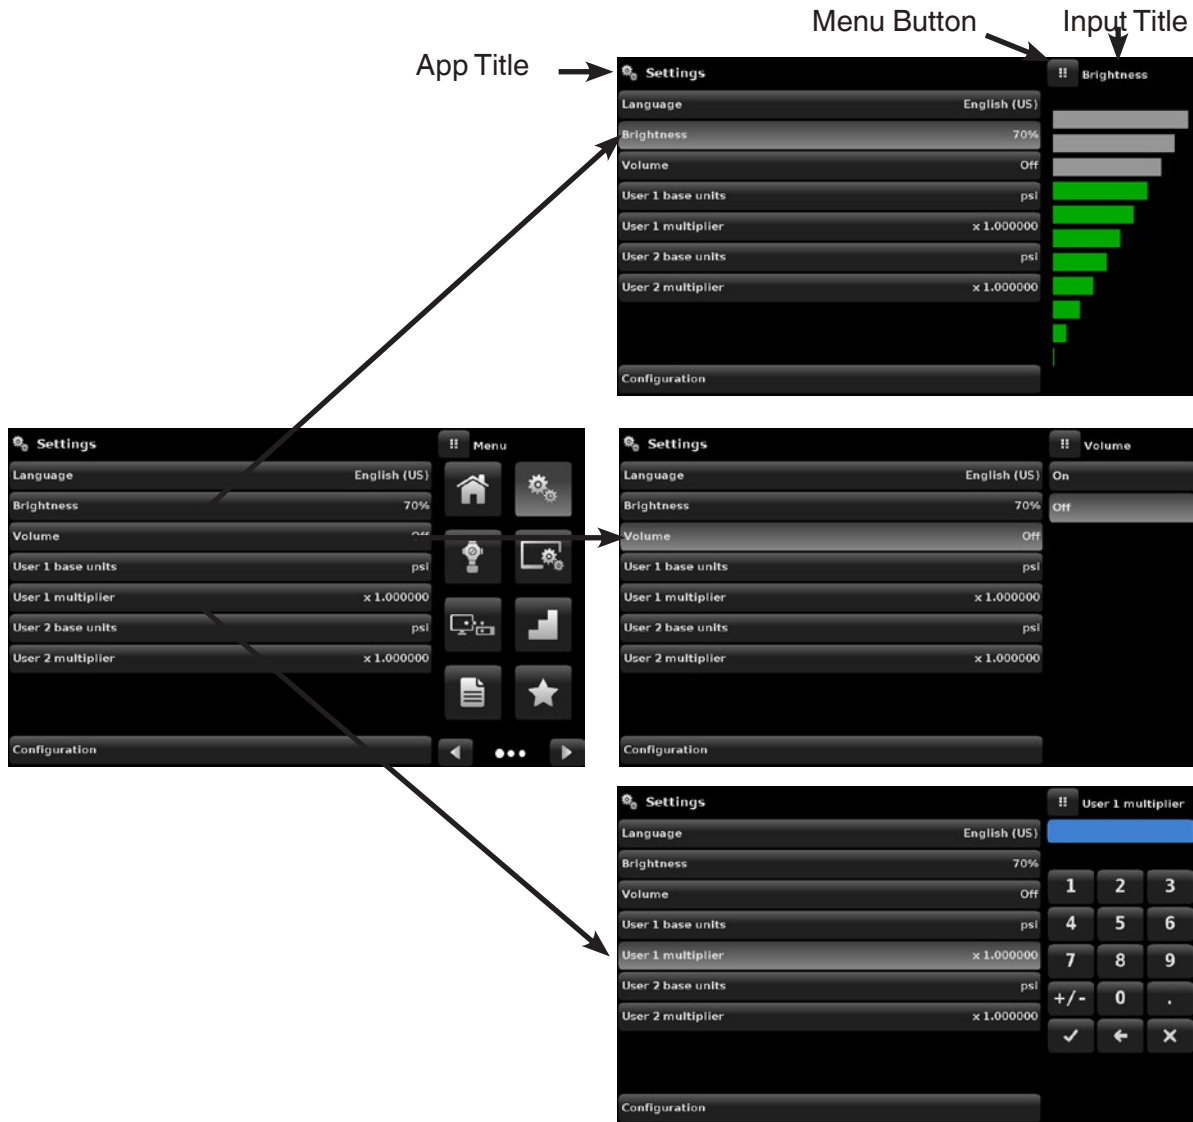 Menu Button
Input Title
App Title
Settings
Brightness
Language English (US)
Brightness 70%
Volume Off
User 1 base units psi
User 1 multiplier x 1.000000
User 2 base units psi
User 2 multiplier x 1.000000
Configuration
Settings
Menu
Language English (US)
Brightness 70%
Volume Off
User 1 base units psi
User 1 multiplier x 1.000000
User 2 base units psi
User 2 multiplier x 1.000000
Configuration
Settings
Volume
Language English (US)
On
Brightness 70%
Off
Volume Off
User 1 base units psi
User 1 multiplier x 1.000000
User 2 base units psi
User 2 multiplier x 1.000000
Configuration
Settings
User 1 multiplier
Language English (US)
Brightness 70%
Volume Off
User 1 base units psi
User 1 multiplier x 1.000000
User 2 base units psi
User 2 multiplier x 1.000000
Configuration
1 2 3
4 5 6
7 8 9
+/- 0 .